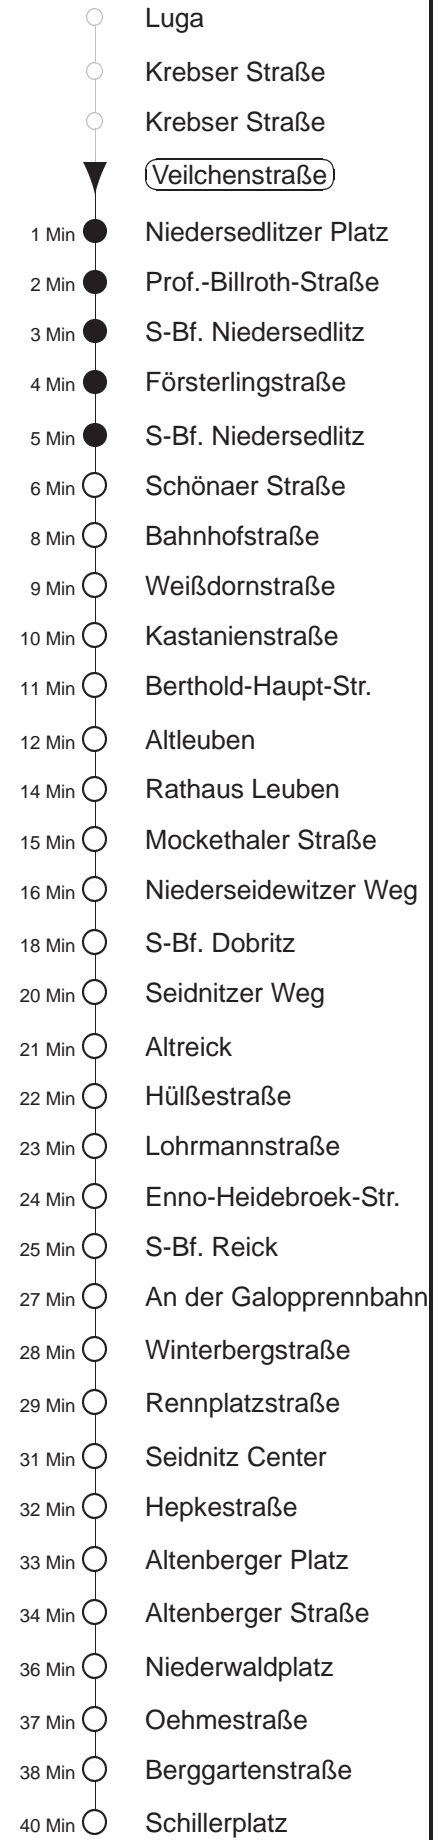 Luga
Krebser Straße
Krebser Straße
Veilchenstraße
1 Min Niedersedlitzer Platz
2 Min Prof.-Billroth-Straße
3 Min S-Bf. Niedersedlitz
4 Min Försterlingstraße
5 Min S-Bf. Niedersedlitz
6 Min Schönaer Straße
8 Min Bahnhofstraße
9 Min Weißdornstraße
10 Min Kastanienstraße
11 Min Berthold-Haupt-Str.
12 Min Altleuben
14 Min Rathaus Leuben
15 Min Mockethaler Straße
16 Min Niederseidewitzer Weg
18 Min S-Bf. Dobritz
20 Min Seidnitzer Weg
21 Min Altreick
22 Min Hülßestraße
23 Min Lohrmannstraße
24 Min Enno-Heidebroek-Str.
25 Min S-Bf. Reick
27 Min An der Galopprennbahn
28 Min Winterbergstraße
29 Min Rennplatzstraße
31 Min Seidnitz Center
32 Min Hepkestraße
33 Min Altenberger Platz
34 Min Altenberger Straße
36 Min Niederwaldplatz
37 Min Oehmestraße
38 Min Berggartenstraße
40 Min Schillerplatz